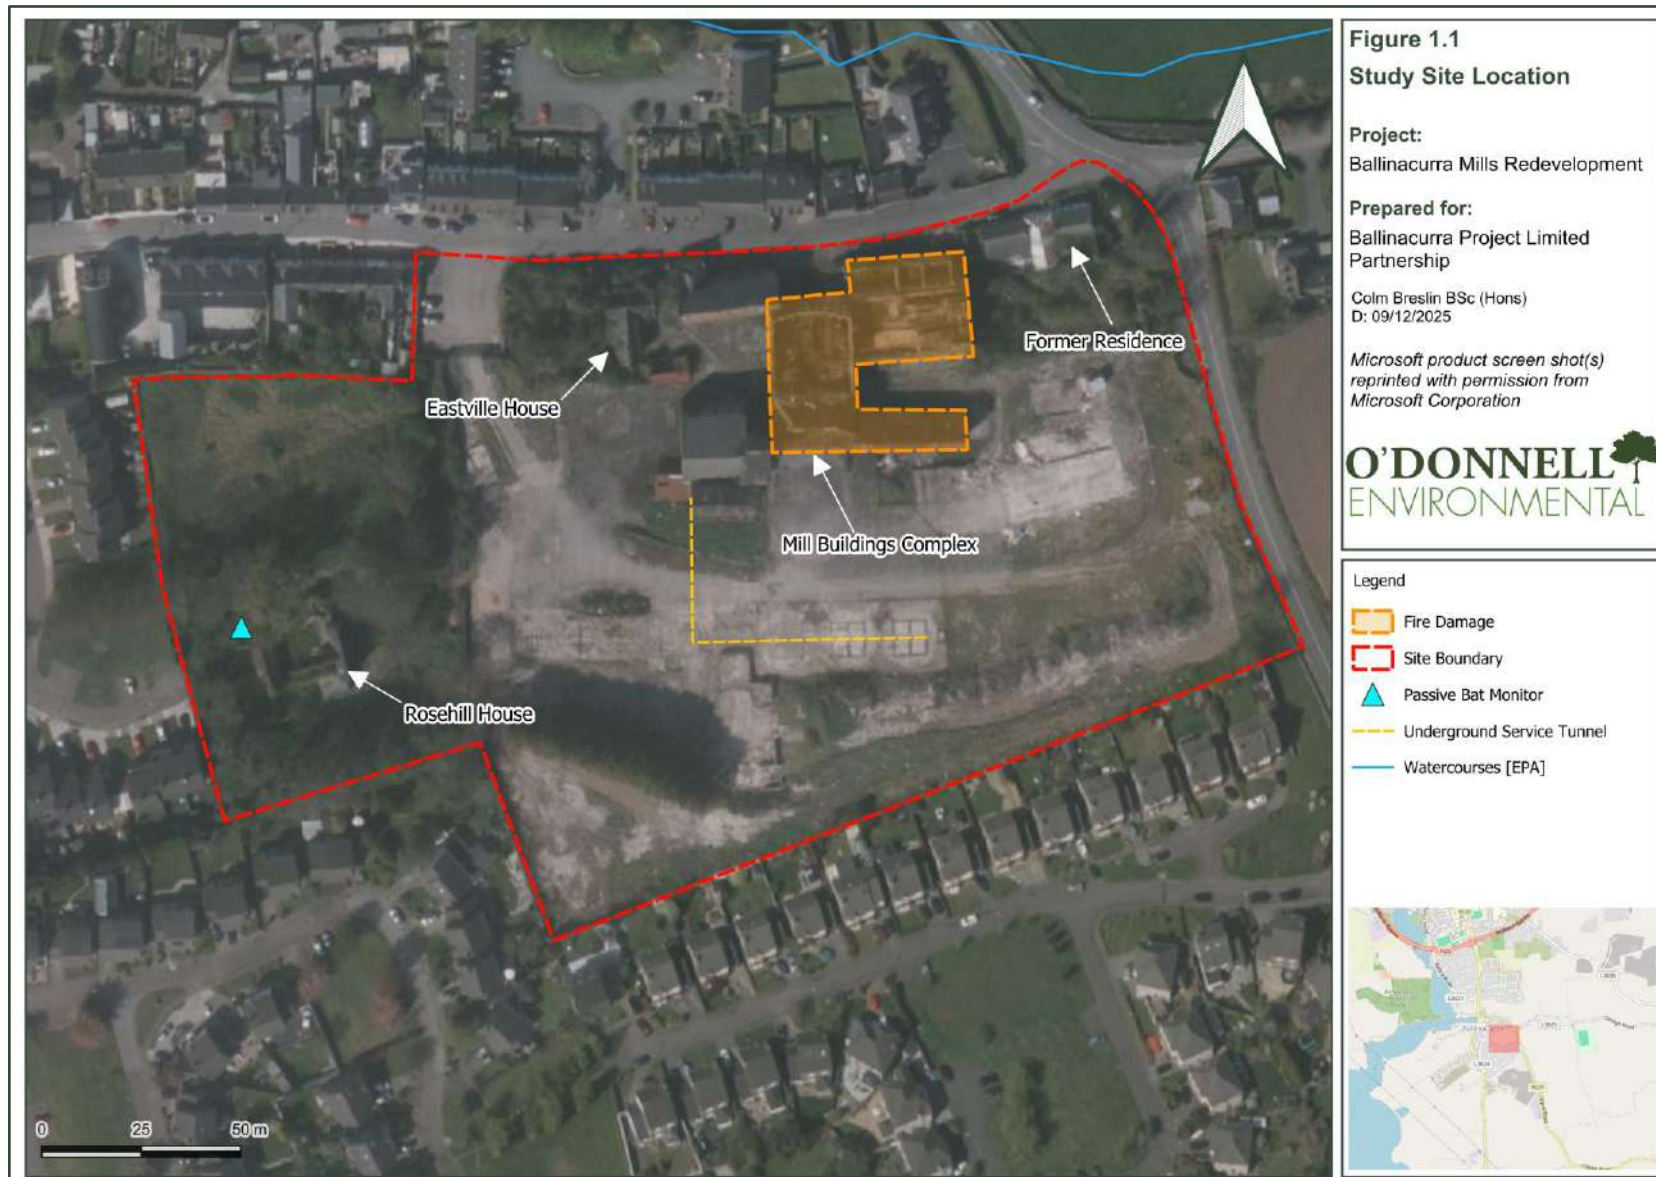 Figure 1.1
Study Site Location
Project:
Ballinacurra Mills Redevelopment
Prepared for:
Ballinacurra Project Limited
Partnership
Colm Breslin BSc (Hons)
D: 09/12/2025
Microsoft product screen shot(s)
reprinted with permission from
Microsoft Corporation
O'DONNELL
ENVIRONMENTAL
Former Residence
Eastville House
Mill Buildings Complex
Rosehill House
0 25 50 m
Legend
Fire Damage
Site Boundary
Passive Bat Monitor
Underground Service Tunnel
Watercourses [EPA]